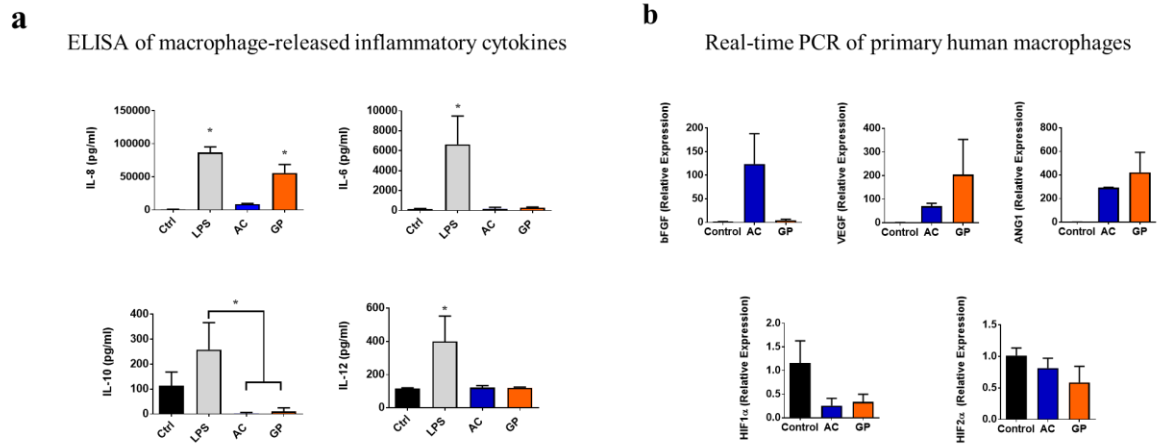 a
ELISA of macrophage-released inflammatory cytokines
IL-8 (pg/ml)
150000
100000
50000
0
*
*
Ctrl
LPS
AC
GP
IL-6 (pg/ml)
10000
8000
6000
4000
2000
0
*
Ctrl
LPS
AC
GP
IL-10 (pg/ml)
400
300
200
100
0
*
Ctrl
LPS
AC
GP
IL-12 (pg/ml)
600
400
200
0
*
Ctrl
LPS
AC
GP
b
Real-time PCR of primary human macrophages
bFGF (Relative Expression)
200
150
100
50
0
Control AC GP
VEGF (Relative Expression)
400
300
200
100
0
Control AC GP
ANG1 (Relative Expression)
800
600
400
200
0
Control AC GP
HIF1α (Relative Expression)
2.0
1.5
1.0
0.5
0.0
Control AC GP
HIF2α (Relative Expression)
1.5
1.0
0.5
0.0
Control AC GP